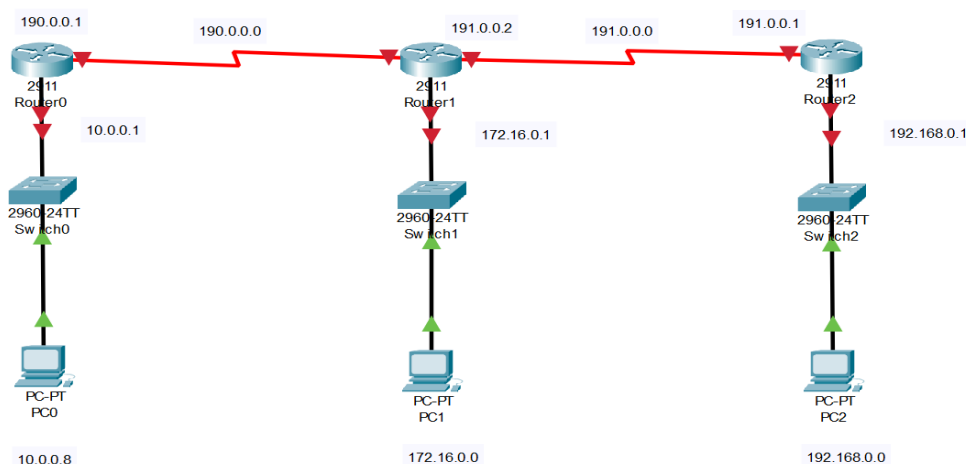 190.0.0.1
190.0.0.0
191.0.0.2
191.0.0.0
191.0.0.1
2911
Router0
2911
Router1
2911
Router2
10.0.0.1
172.16.0.1
192.168.0.1
2960-24TT
Switch0
2960-24TT
Switch1
2960-24TT
Switch2
PC-PT
PC0
PC-PT
PC1
PC-PT
PC2
10.0.0.8
172.16.0.0
192.168.0.0